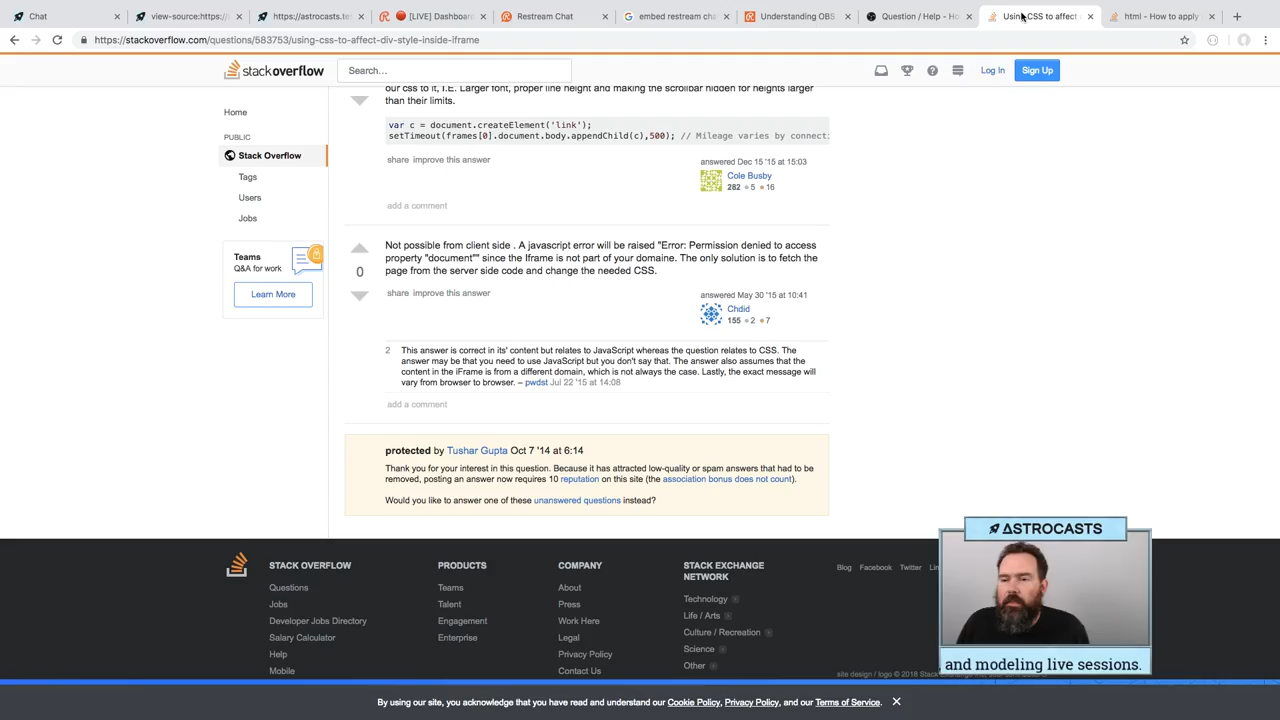 Chat
view-source:https://
https://astrocasts.te
[LIVE] Dashboa
Restream Chat
embed restream cha
Understanding OBS
Question / Help - Ho
Using CSS to affect
html - How to apply
https://stackoverflow.com/questions/583753/using-css-to-affect-div-style-inside-iframe
stackoverflow
Search...
Log In
Sign Up
Home
PUBLIC
Stack Overflow
Tags
Users
Jobs
Teams
Q&A for work
Learn More
our css to it, I.E. Larger font, proper line height and making the scrollbar hidden for heights larger
than their limits.
var c = document.createElement('link');
setTimeout(frames[0].document.body.appendChild(c),500); // Mileage varies by connecti
share improve this answer
answered Dec 15 '15 at 15:03
Cole Busby
282 5 16
add a comment
Not possible from client side . A javascript error will be raised "Error: Permission denied to access
property "document"" since the Iframe is not part of your domaine. The only solution is to fetch the
page from the server side code and change the needed CSS.
0
share improve this answer
answered May 30 '15 at 10:41
Chdid
155 2 7
2 This answer is correct in its' content but relates to JavaScript whereas the question relates to CSS. The
answer may be that you need to use JavaScript but you don't say that. The answer also assumes that the
content in the iFrame is from a different domain, which is not always the case. Lastly, the exact message will
vary from browser to browser. – pwdst Jul 22 '15 at 14:08
add a comment
protected by Tushar Gupta Oct 7 '14 at 6:14
Thank you for your interest in this question. Because it has attracted low-quality or spam answers that had to be
removed, posting an answer now requires 10 reputation on this site (the association bonus does not count).
Would you like to answer one of these unanswered questions instead?
STACK OVERFLOW
Questions
Jobs
Developer Jobs Directory
Salary Calculator
Help
Mobile
PRODUCTS
Teams
Talent
Engagement
Enterprise
COMPANY
About
Press
Work Here
Legal
Privacy Policy
Contact Us
STACK EXCHANGE
NETWORK
Technology
Life / Arts
Culture / Recreation
Science
Other
Blog Facebook Twitter Lin
site design / logo © 2018 Stack Exchange
ASTROCASTS
and modeling live sessions.
By using our site, you acknowledge that you have read and understand our Cookie Policy, Privacy Policy, and our Terms of Service.